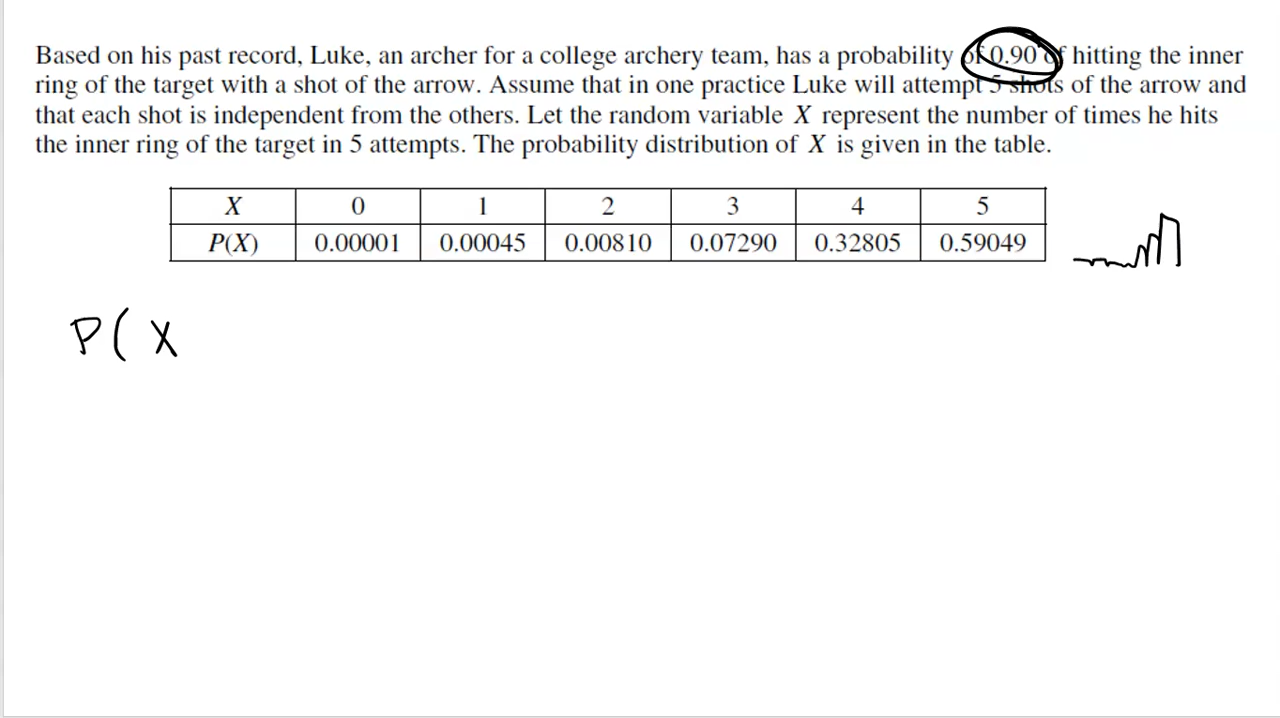 Based on his past record, Luke, an archer for a college archery team, has a probability of 0.90 of hitting the inner
ring of the target with a shot of the arrow. Assume that in one practice Luke will attempt 5 shots of the arrow and
that each shot is independent from the others. Let the random variable X represent the number of times he hits
the inner ring of the target in 5 attempts. The probability distribution of X is given in the table.
X 0 1 2 3 4 5
P(X) 0.00001 0.00045 0.00810 0.07290 0.32805 0.59049
P( X